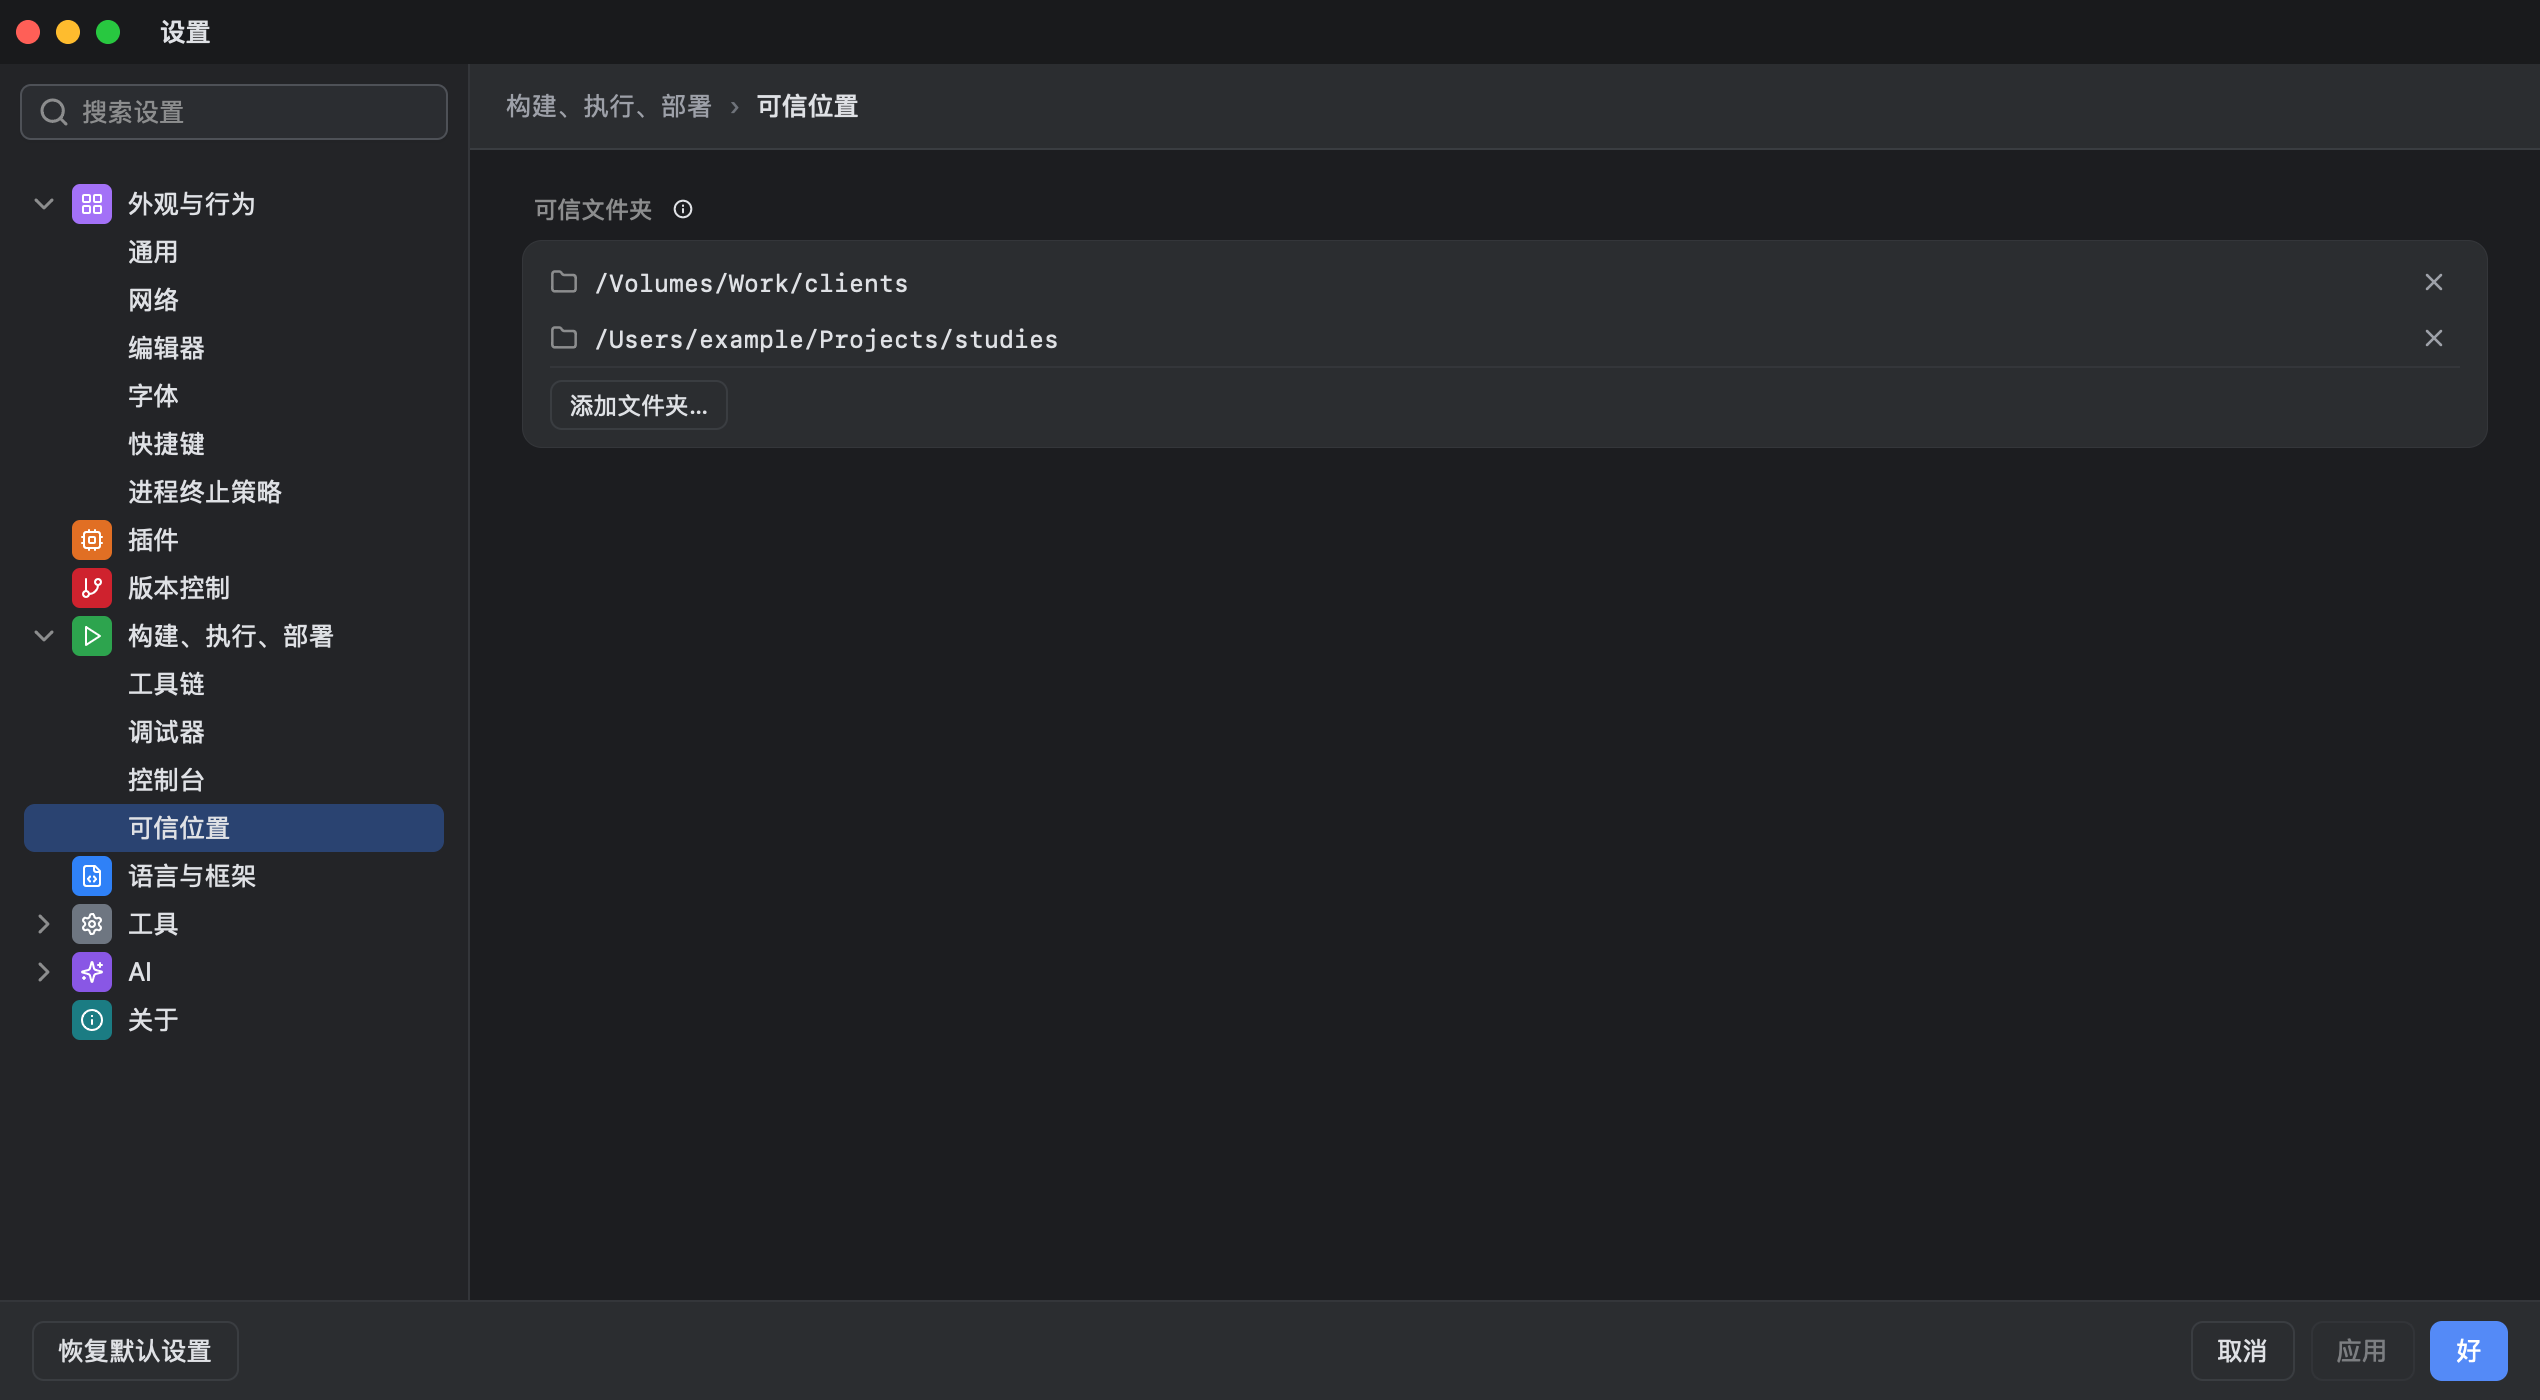 设置
搜索设置
外观与行为
通用
网络
编辑器
字体
快捷键
进程终止策略
插件
版本控制
构建、执行、部署
工具链
调试器
控制台
可信位置
语言与框架
工具
AI
关于
构建、执行、部署 › 可信位置
可信文件夹
/Volumes/Work/clients
/Users/example/Projects/studies
添加文件夹...
恢复默认设置
取消
应用
好